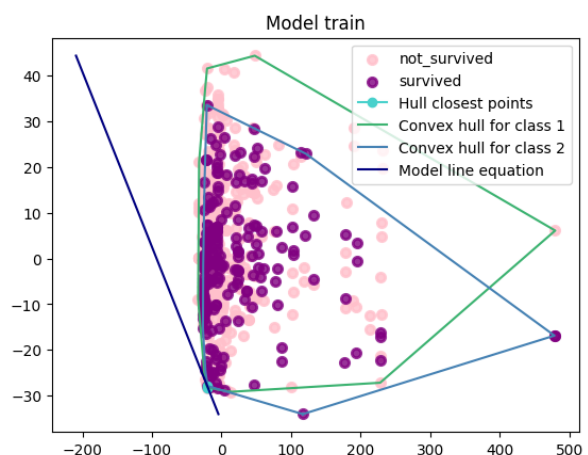 Model train
not_survived
survived
Hull closest points
Convex hull for class 1
Convex hull for class 2
Model line equation
40
30
20
10
0
−10
−20
−30
−200 −100 0 100 200 300 400 500